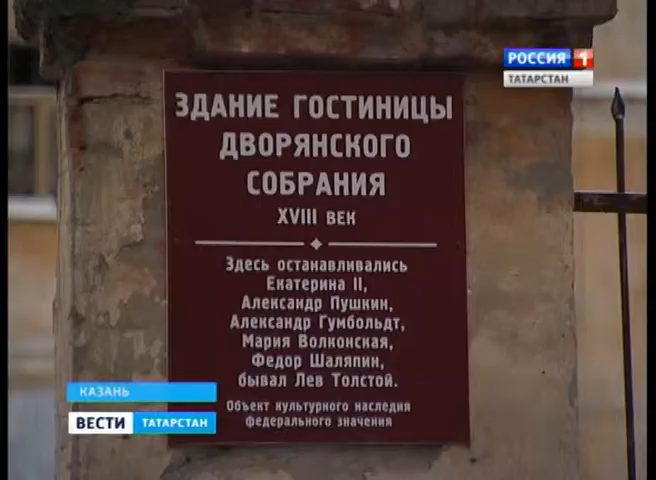 РОССИЯ 1
ТАТАРСТАН
ЗДАНИЕ ГОСТИНИЦЫ
ДВОРЯНСКОГО
СОБРАНИЯ
XVIII ВЕК
Здесь останавливались
Екатерина II,
Александр Пушкин,
Александр Гумбольдт,
Мария Волконская,
Федор Шаляпин,
бывал Лев Толстой.
Объект культурного наследия
федерального значения
КАЗАНЬ
ВЕСТИ ТАТАРСТАН